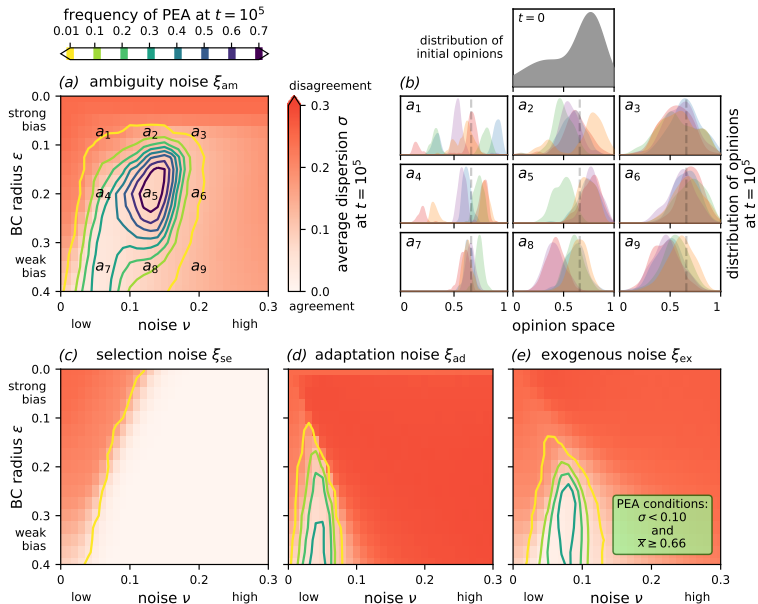 frequency of PEA at t = 10⁵
0.01 0.1 0.2 0.3 0.4 0.5 0.6 0.7
t = 0
distribution of
initial opinions
(a) ambiguity noise ξam
disagreement
(b)
0.0
0.1
0.2
0.3
0.4
strong
bias
weak
bias
BC radius ε
a1 a2 a3
a4 a5 a6
a7 a8 a9
0 0.1 0.2 0.3
low noise ν high
0.3
0.2
0.1
0.0
agreement
average dispersion σ
at t = 10⁵
a1 a2 a3
a4 a5 a6
a7 a8 a9
0 0.5 1 0 0.5 1 0 0.5 1
opinion space
distribution of opinions
at t = 10⁵
(c) selection noise ξse
(d) adaptation noise ξad
(e) exogenous noise ξex
0.0
0.1
0.2
0.3
0.4
strong
bias
weak
bias
BC radius ε
strong
bias
weak
bias
PEA conditions:
σ < 0.10
and
x̅ ≥ 0.66
0 0.1 0.2 0.3 0 0.1 0.2 0.3 0 0.1 0.2 0.3
low noise ν high low noise ν high low noise ν high